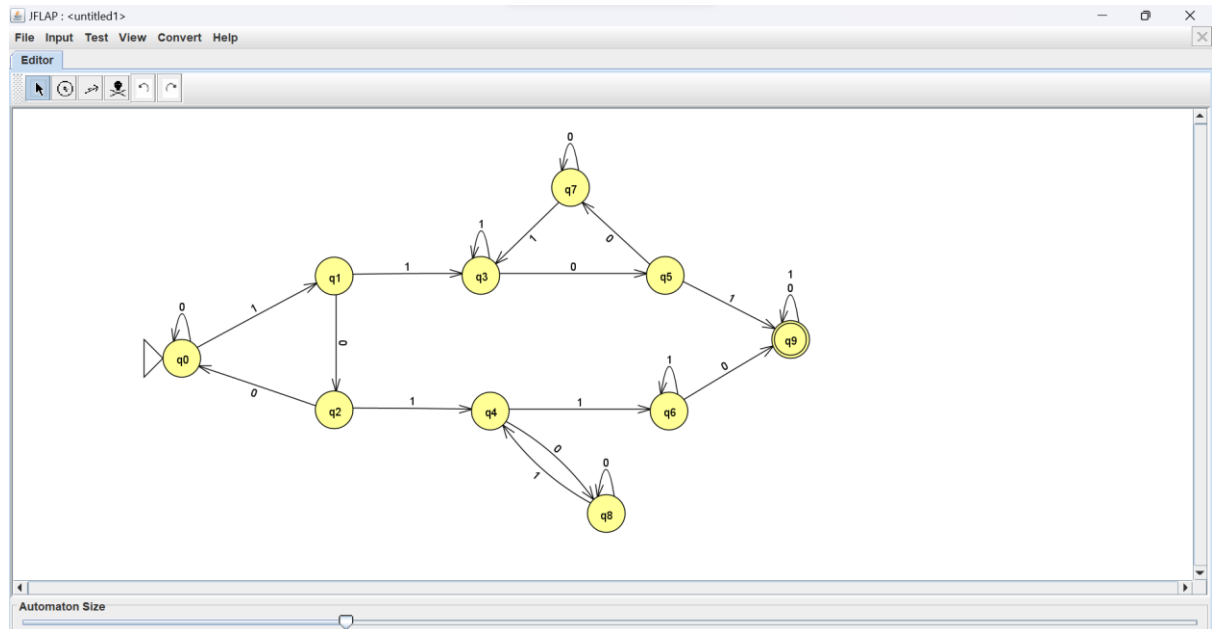 JFLAP : <untitled1>
File Input Test View Convert Help
Editor
0
q7
1
0
1
q1
1
q3
0
q5
1
1
0
q9
0
1
0
q0
0
q2
1
q4
1
1
q6
0
0
1
0
q8
Automaton Size